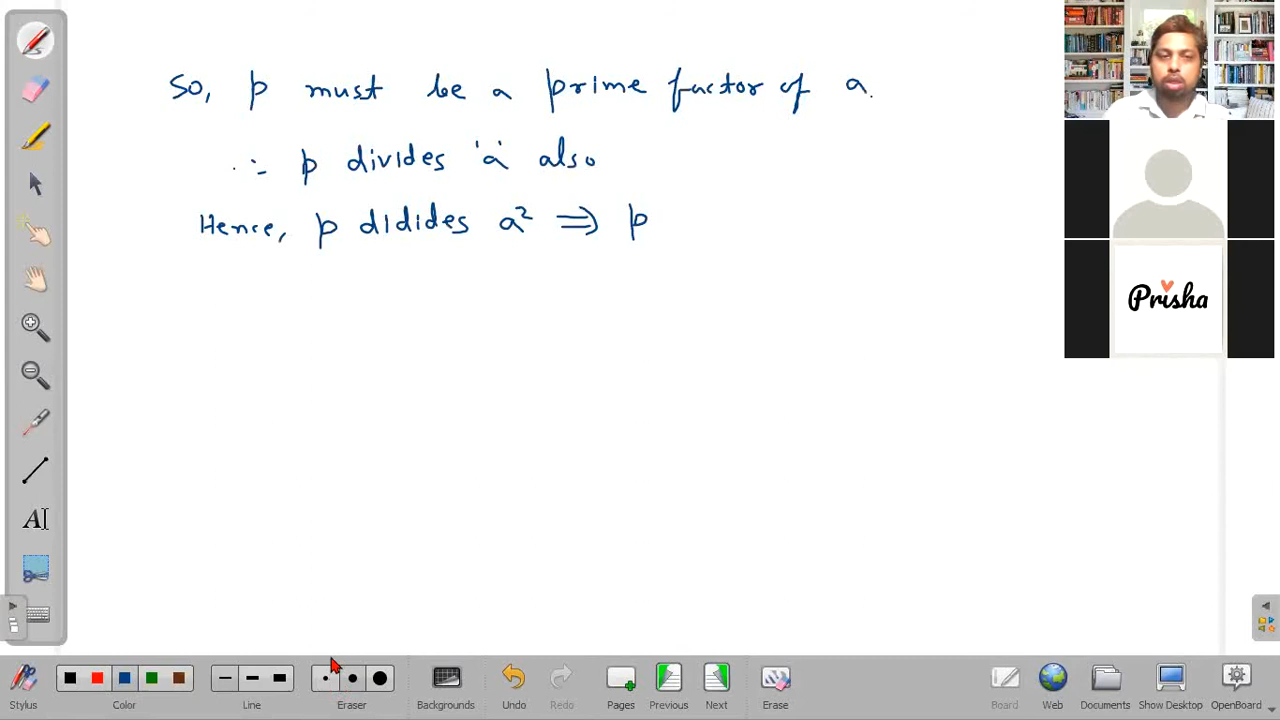 So, p must be a prime factor of a.
∴ p divides 'a' also
Hence, p didides a² ⇒ p
Prisha
AI
Stylus
Color
Line
Eraser
Backgrounds
Undo
Redo
Pages
Previous
Next
Erase
Board
Web
Documents
Show Desktop
OpenBoard